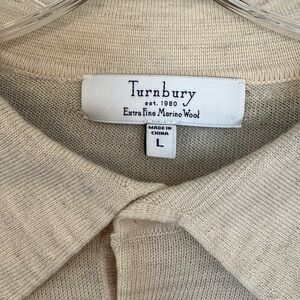 Turnbury
est. 1980
Extra Fine Merino Wool
MADE IN
CHINA
L